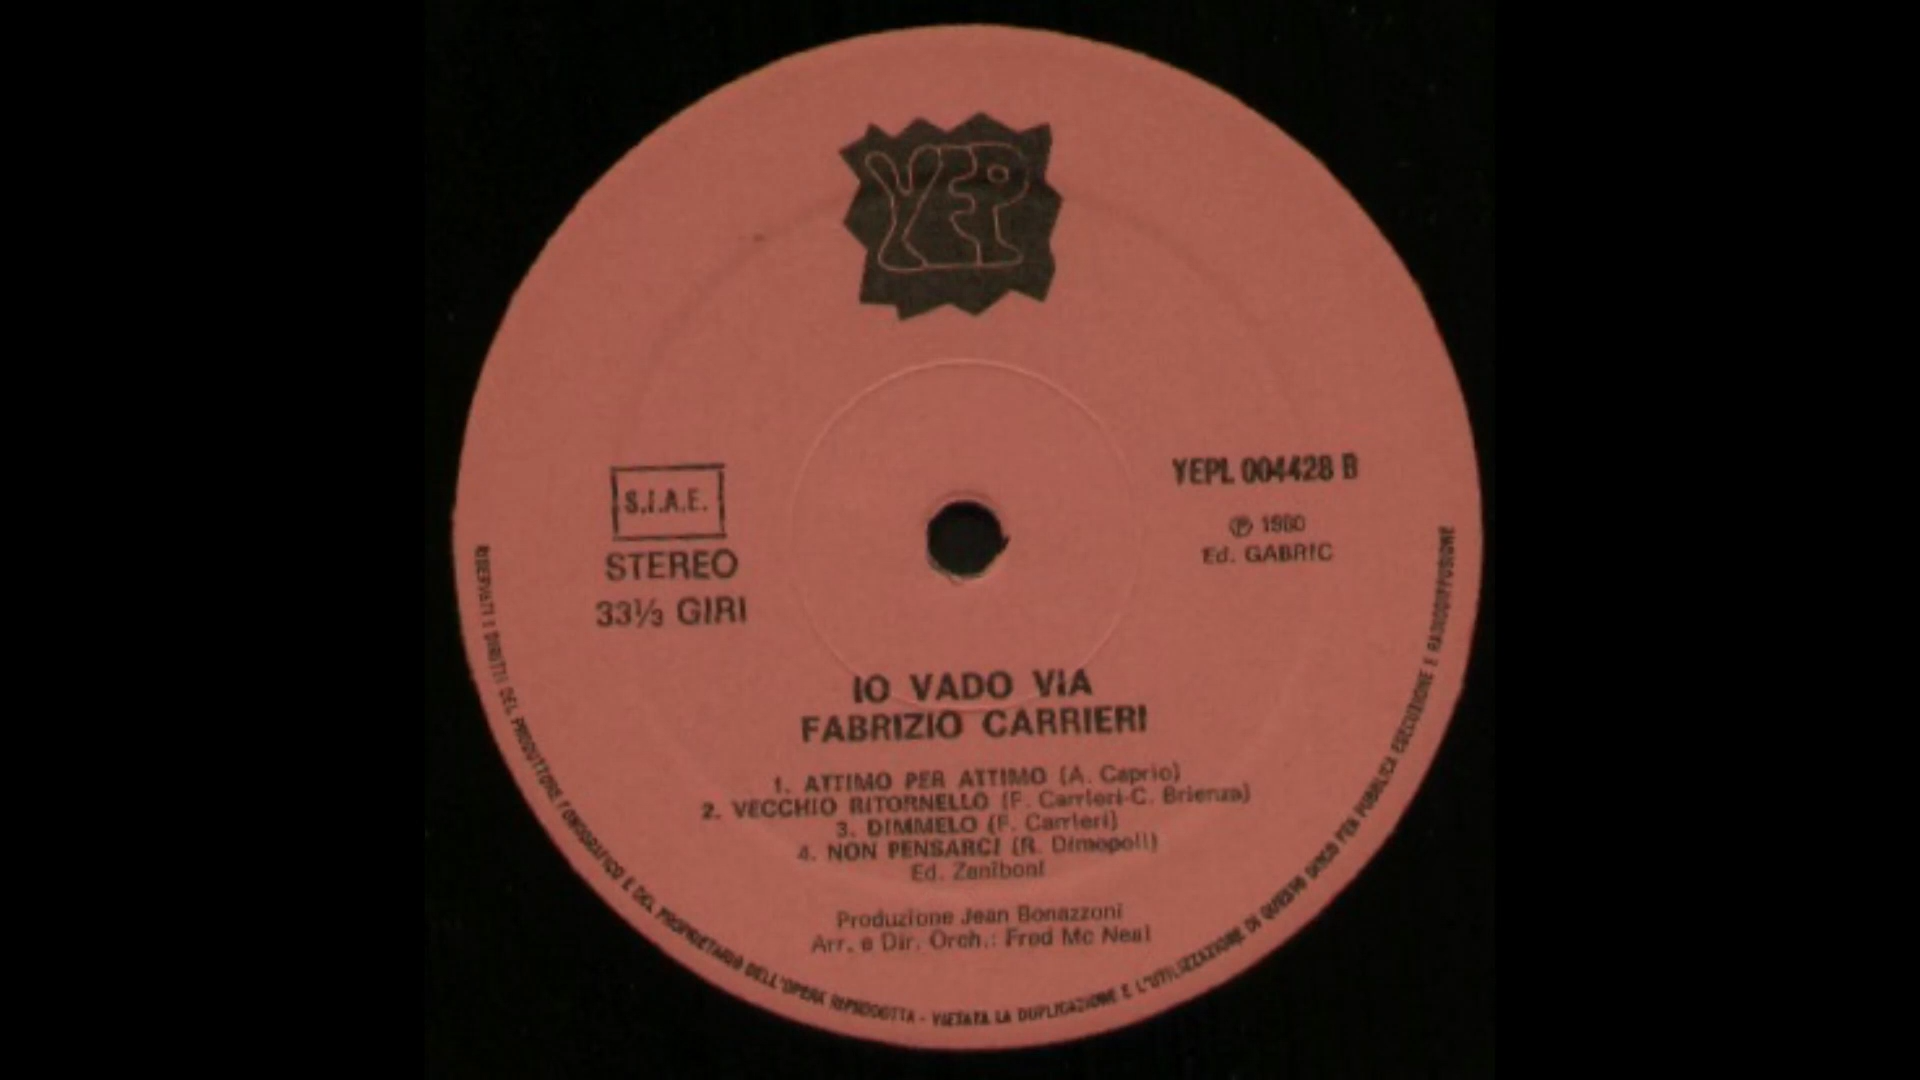 YEP
S.I.A.E.
STEREO
33⅓ GIRI
YEPL 004428 B
℗ 1980
Ed. GABRIC
IO VADO VIA
FABRIZIO CARRIERI
1. ATTIMO PER ATTIMO (A. Caprio)
2. VECCHIO RITORNELLO (F. Carrieri-C. Brienza)
3. DIMMELO (F. Carrieri)
4. NON PENSARCI (R. Dimopoli)
Ed. Zaniboni
Produzione Jean Bonazzoni
Arr. e Dir. Orch.: Fred Mc Neal
RISERVATI I DIRITTI DEL PRODUTTORE FONOGRAFICO E DEL PROPRIETARIO DELL'OPERA RIPRODOTTA - VIETATA LA DUPLICAZIONE E L'UTILIZZAZIONE DI QUESTO DISCO PER PUBBLICA ESECUZIONE E RADIODIFFUSIONE